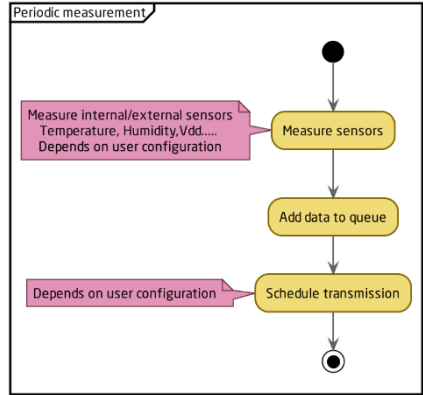 Periodic measurement
Measure internal/external sensors
Temperature, Humidity,Vdd.....
Depends on user configuration
Measure sensors
Add data to queue
Depends on user configuration
Schedule transmission